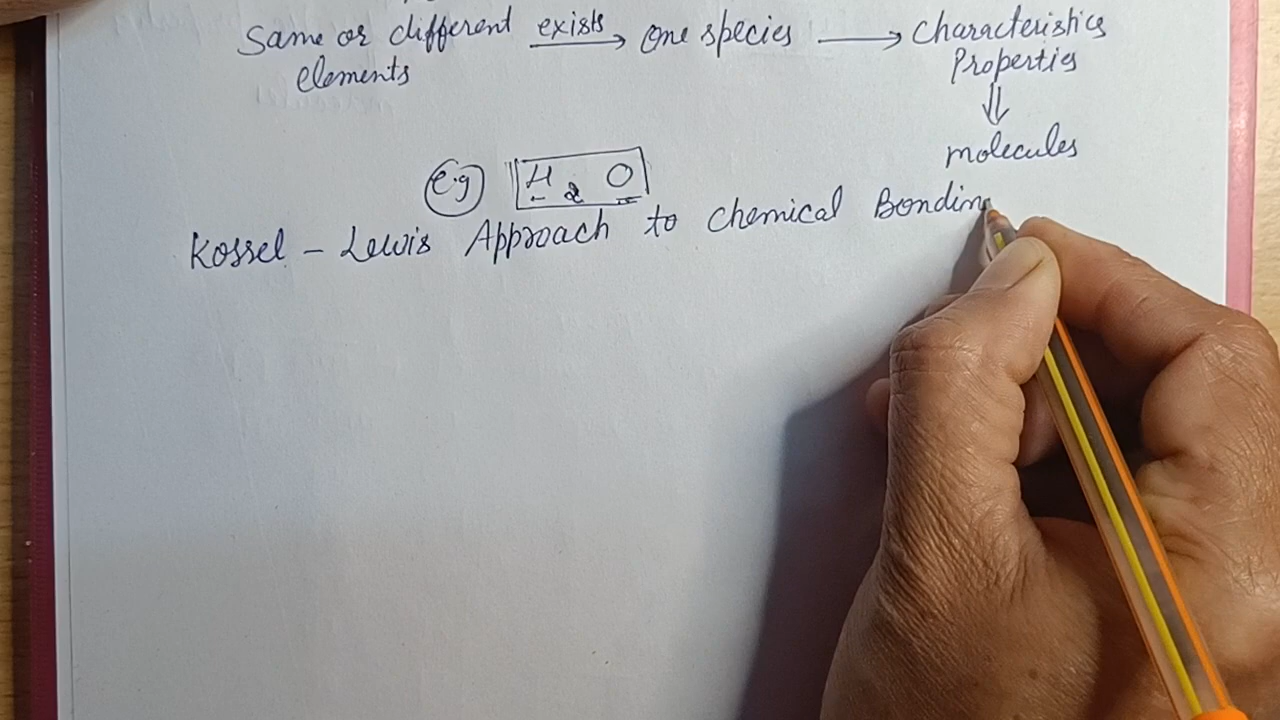 Same or different exists → One species → Characteristics
elements Properties
⇓
molecules
e.g H2O
Kossel - Lewis Approach to Chemical Bondin